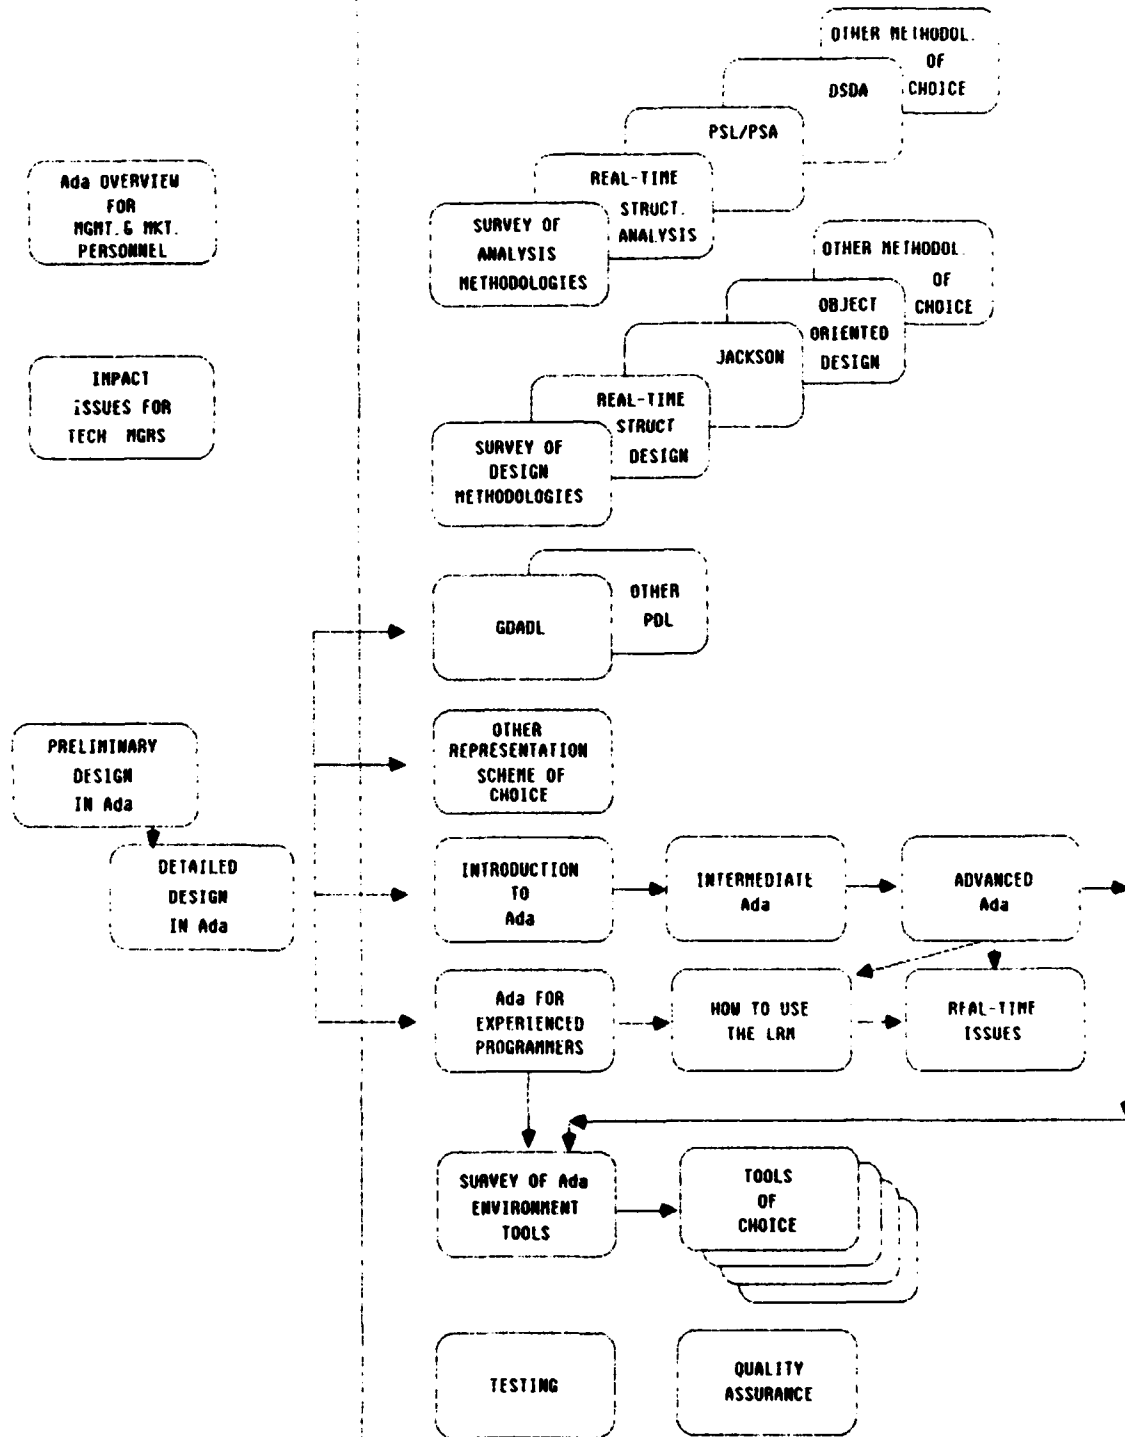 OTHER METHODOL.
OF
CHOICE
DSDA
PSL/PSA
REAL-TIME
STRUCT.
ANALYSIS
SURVEY OF
ANALYSIS
METHODOLOGIES
Ada OVERVIEW
FOR
MGMT. & MKT.
PERSONNEL
OTHER METHODOL.
OF
CHOICE
OBJECT
ORIENTED
DESIGN
JACKSON
REAL-TIME
STRUCT
DESIGN
SURVEY OF
DESIGN
METHODOLOGIES
IMPACT
ISSUES FOR
TECH MGRS
OTHER
PDL
GDADL
OTHER
REPRESENTATION
SCHEME OF
CHOICE
PRELIMINARY
DESIGN
IN Ada
DETAILED
DESIGN
IN Ada
INTRODUCTION
TO
Ada
INTERMEDIATE
Ada
ADVANCED
Ada
Ada FOR
EXPERIENCED
PROGRAMMERS
HOW TO USE
THE LRM
REAL-TIME
ISSUES
SURVEY OF Ada
ENVIRONMENT
TOOLS
TOOLS
OF
CHOICE
TESTING
QUALITY
ASSURANCE